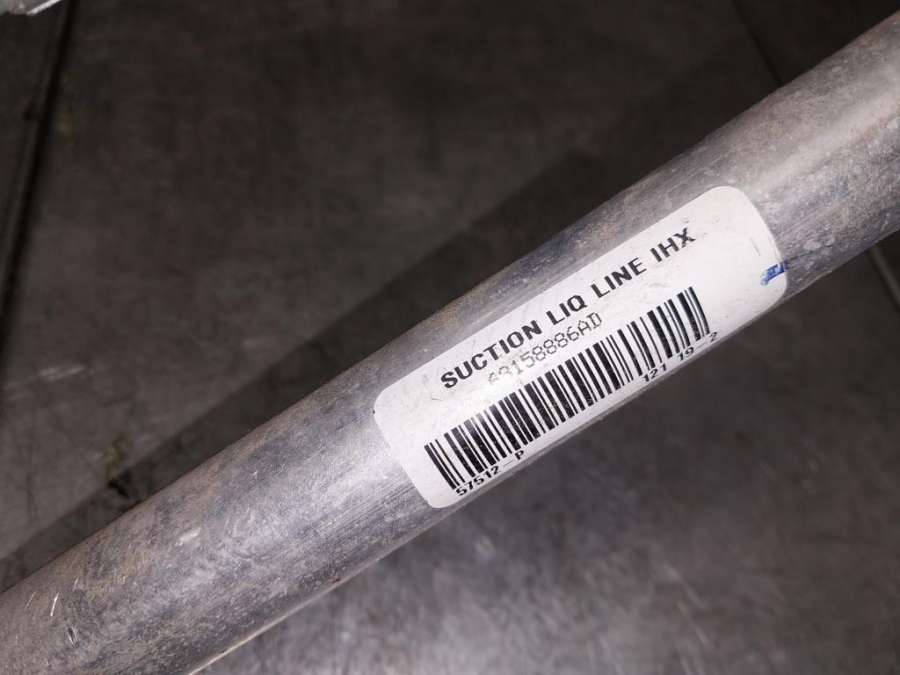 SUCTION LIQ LINE IHX
68158886AD
121 19 2
57512-P